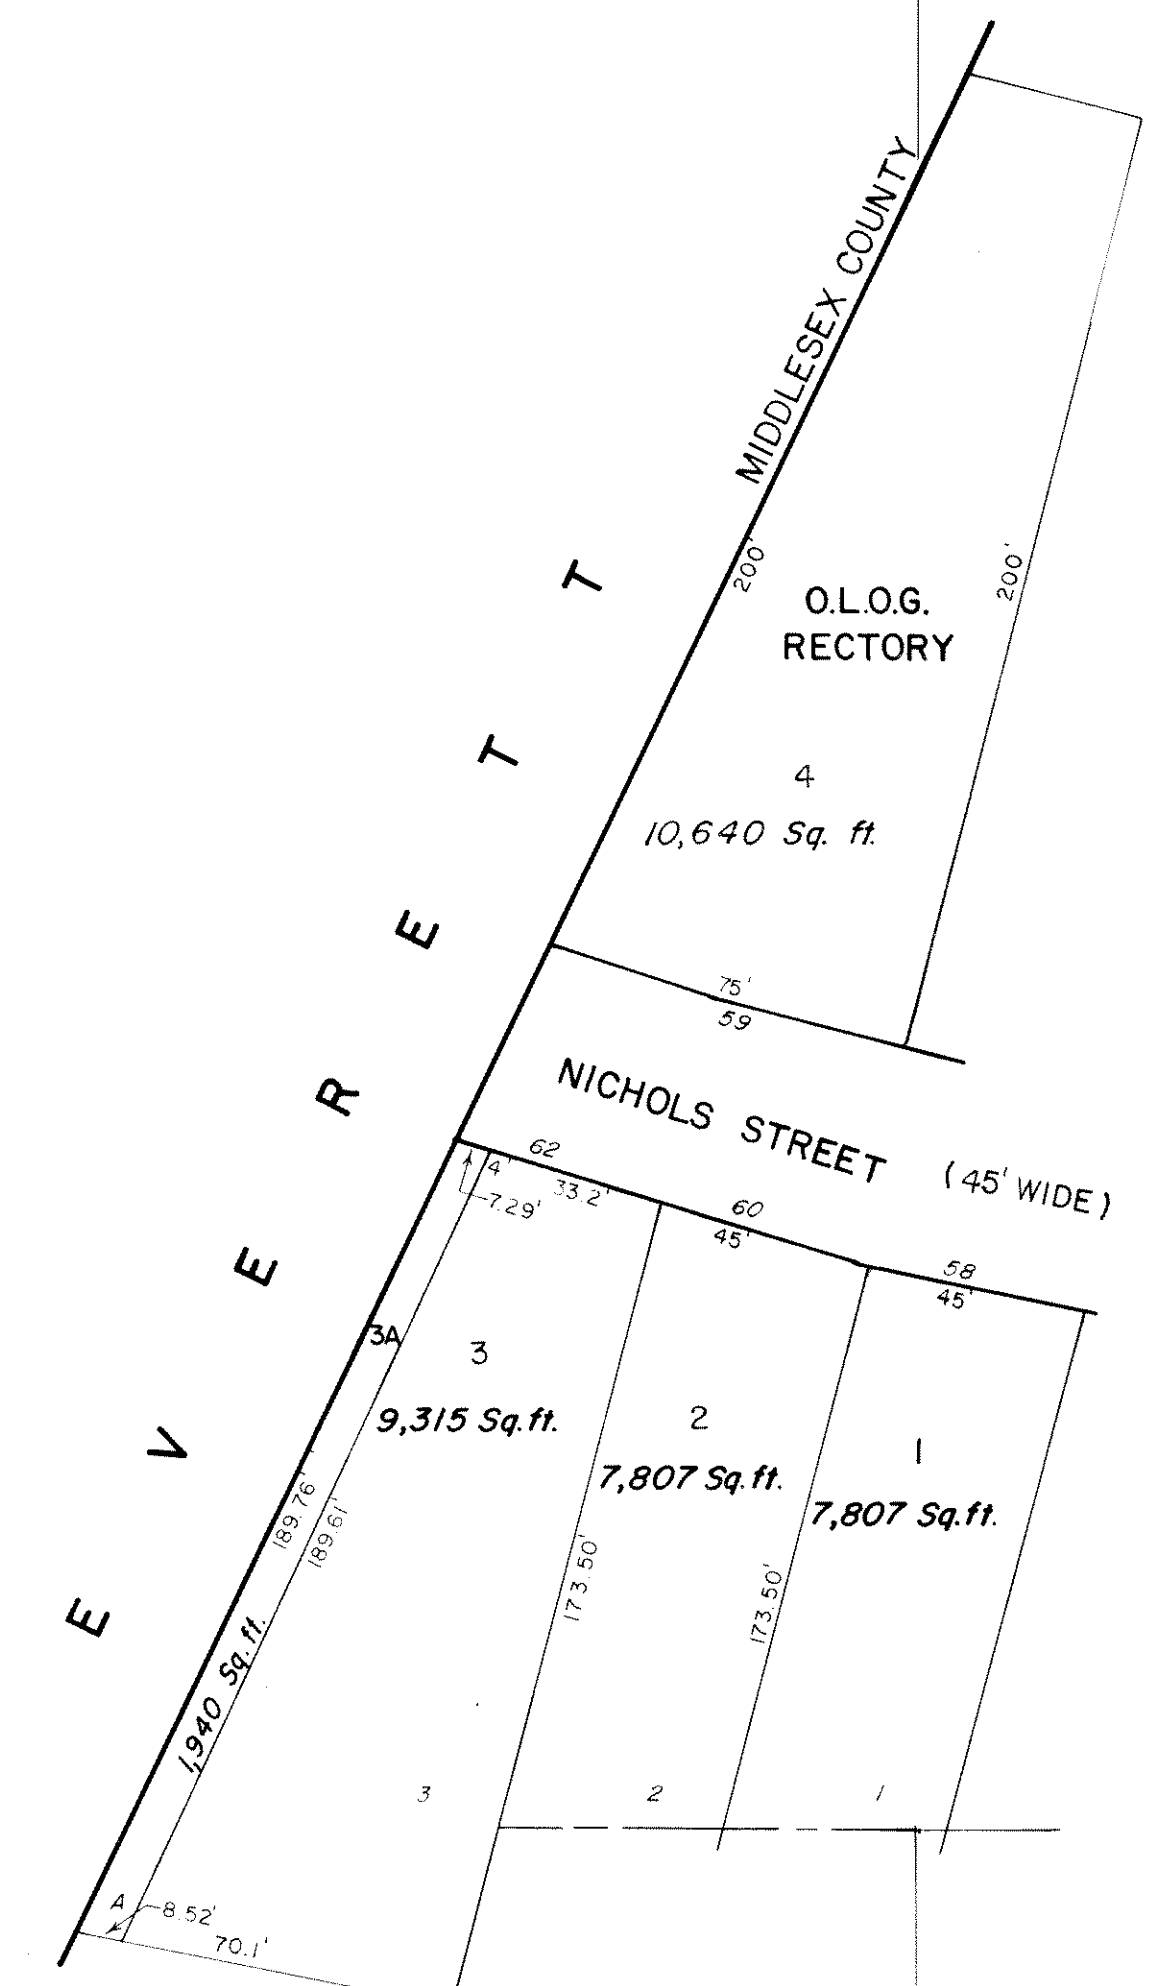 MIDDLESEX COUNTY
EVERETT
200'
200'
O.L.O.G.
RECTORY
4
10,640 Sq. ft.
75'
59
NICHOLS STREET (45' WIDE)
62
4'
7.29'
33.2'
60
45'
58
45'
3A
3
9,315 Sq.ft.
2
7,807 Sq.ft.
1
7,807 Sq.ft.
189.76'
189.61'
173.50'
173.50'
1,940 Sq.ft.
3
2
1
A
8.52'
70.1'